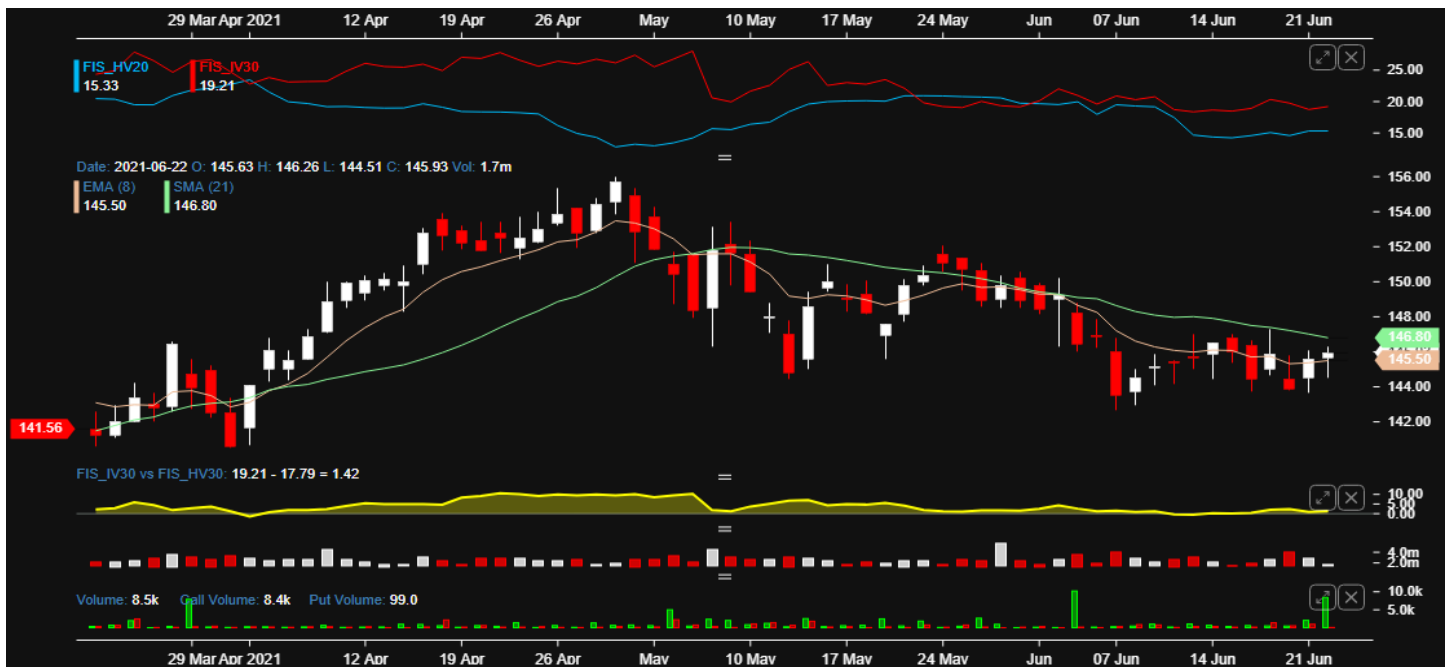 29 Mar Apr 2021 12 Apr 19 Apr 26 Apr May 10 May 17 May 24 May Jun 07 Jun 14 Jun 21 Jun
FIS_HV20 FIS_IV30
15.33 19.21
25.00
20.00
15.00
Date: 2021-06-22 O: 145.63 H: 146.26 L: 144.51 C: 145.93 Vol: 1.7m
EMA (8) SMA (21)
145.50 146.80
156.00
154.00
152.00
150.00
148.00
146.80
145.50
144.00
142.00
141.56
FIS_IV30 vs FIS_HV30: 19.21 - 17.79 = 1.42
10.00
5.00
0.00
4.0m
2.0m
Volume: 8.5k Call Volume: 8.4k Put Volume: 99.0
10.0k
5.0k
29 Mar Apr 2021 12 Apr 19 Apr 26 Apr May 10 May 17 May 24 May Jun 07 Jun 14 Jun 21 Jun